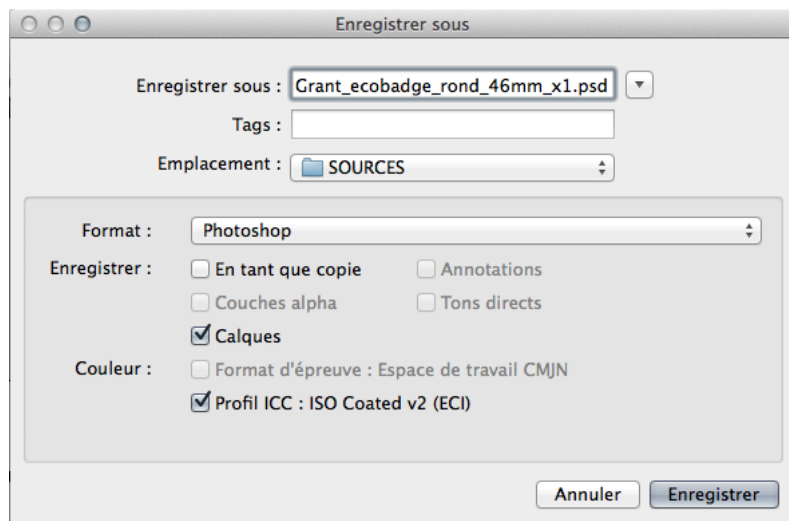 Enregistrer sous
Enregistrer sous : Grant_ecobadge_rond_46mm_x1.psd
Tags :
Emplacement : SOURCES
Format : Photoshop
Enregistrer : En tant que copie Annotations
Couches alpha Tons directs
Calques
Couleur : Format d'épreuve : Espace de travail CMJN
Profil ICC : ISO Coated v2 (ECI)
Annuler Enregistrer